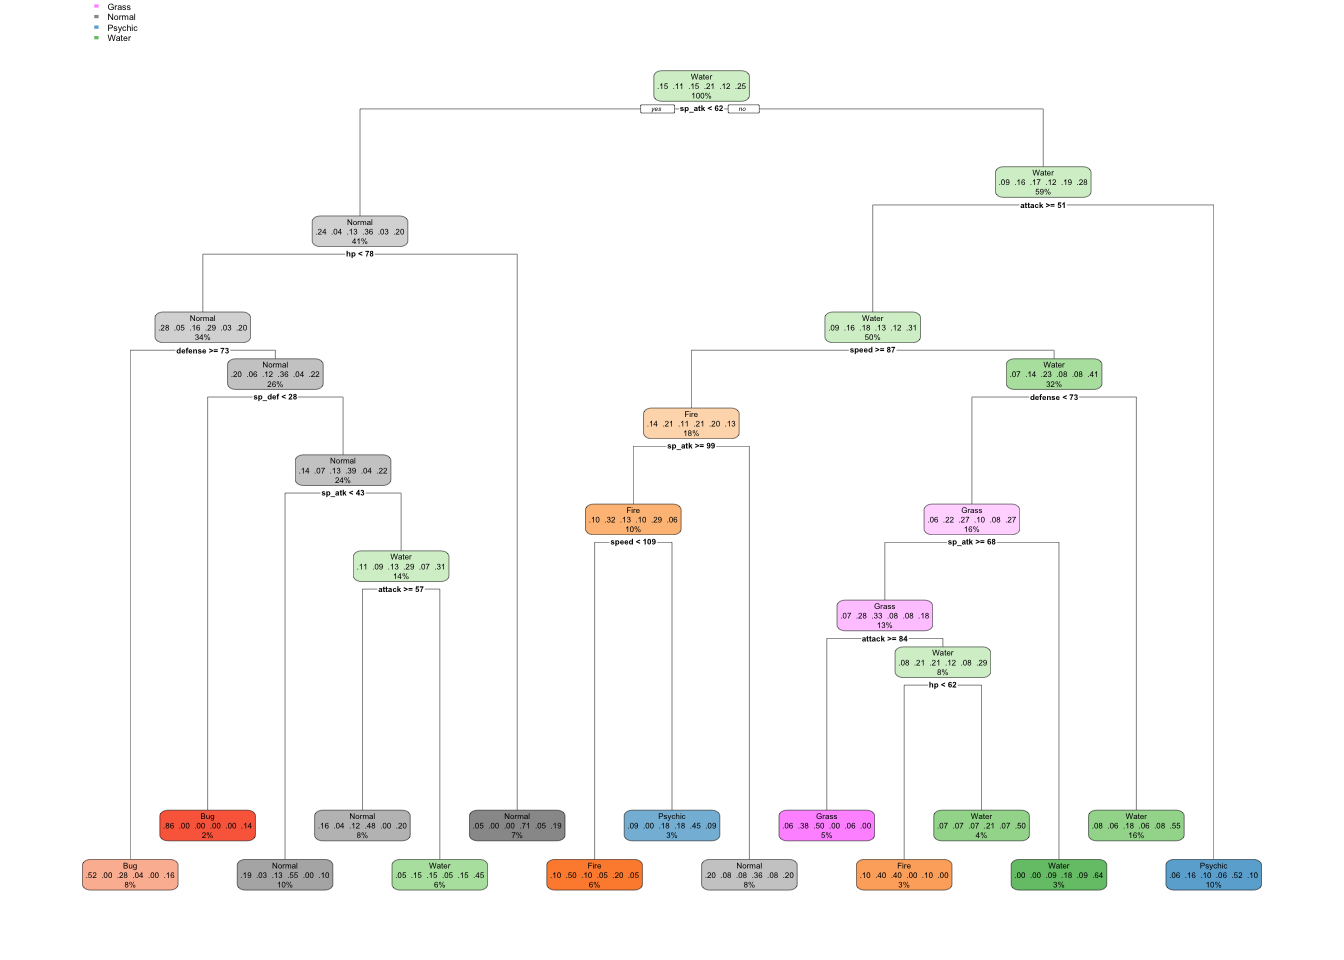 Grass
Normal
Psychic
Water
Water
.15 .11 .15 .21 .12 .25
100%
yes sp_atk < 62 no
Water
.09 .16 .17 .12 .19 .28
59%
attack >= 51
Normal
.24 .04 .13 .36 .03 .20
41%
hp < 78
Normal
.28 .05 .16 .29 .03 .20
34%
defense >= 73
Water
.09 .16 .18 .13 .12 .31
50%
speed >= 87
Normal
.20 .06 .12 .36 .04 .22
26%
sp_def < 28
Water
.07 .14 .23 .08 .08 .41
32%
defense < 73
Fire
.14 .21 .11 .21 .20 .13
18%
sp_atk >= 99
Normal
.14 .07 .13 .39 .04 .22
24%
sp_atk < 43
Fire
.10 .32 .13 .10 .29 .06
10%
speed < 109
Grass
.06 .22 .27 .10 .08 .27
16%
sp_atk >= 68
Water
.11 .09 .13 .29 .07 .31
14%
attack >= 57
Grass
.07 .28 .33 .08 .08 .18
13%
attack >= 84
Water
.08 .21 .21 .12 .08 .29
8%
hp < 62
Bug
.86 .00 .00 .00 .00 .14
2%
Normal
.16 .04 .12 .48 .00 .20
8%
Normal
.05 .00 .00 .71 .05 .19
7%
Psychic
.09 .00 .18 .18 .45 .09
3%
Grass
.06 .38 .50 .00 .06 .00
5%
Water
.07 .07 .07 .21 .07 .50
4%
Water
.08 .06 .18 .06 .08 .55
16%
Bug
.52 .00 .28 .04 .00 .16
8%
Normal
.19 .03 .13 .55 .00 .10
10%
Water
.05 .15 .15 .05 .15 .45
6%
Fire
.10 .50 .10 .05 .20 .05
6%
Normal
.20 .08 .08 .36 .08 .20
8%
Fire
.10 .40 .40 .00 .10 .00
3%
Water
.00 .00 .09 .18 .09 .64
3%
Psychic
.06 .16 .10 .06 .52 .10
10%